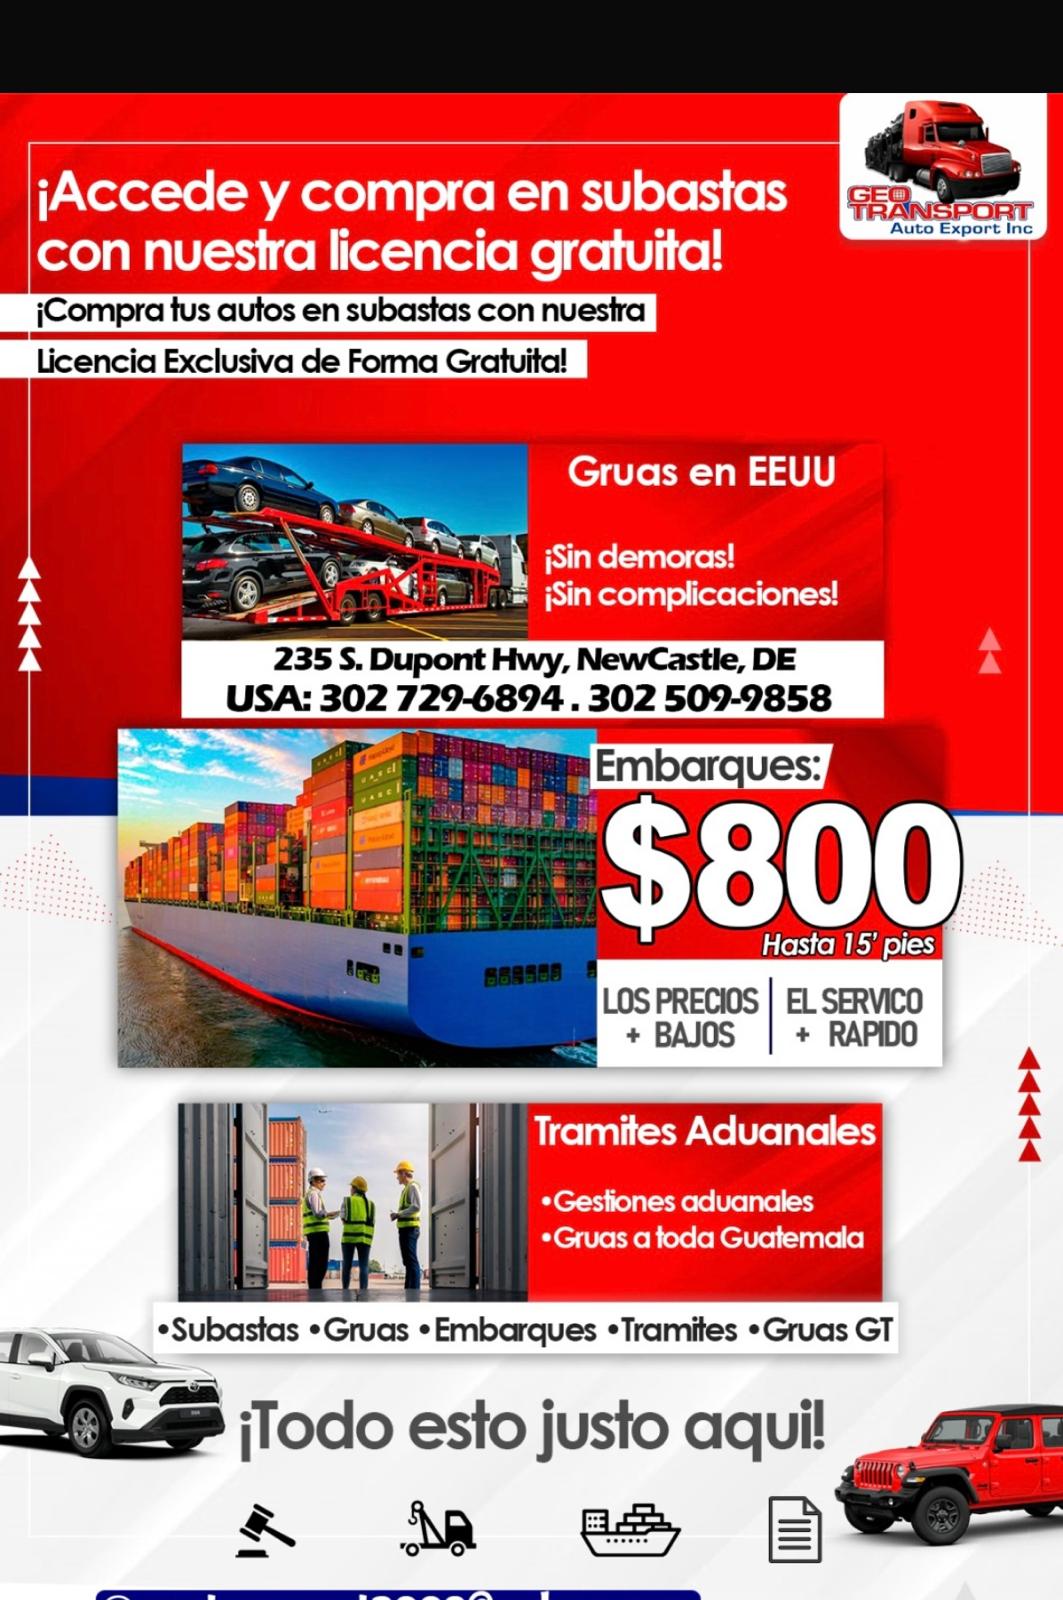 GEO
TRANSPORT
Auto Export Inc
¡Accede y compra en subastas
con nuestra licencia gratuita!
¡Compra tus autos en subastas con nuestra
Licencia Exclusiva de Forma Gratuita!
Gruas en EEUU
¡Sin demoras!
¡Sin complicaciones!
235 S. Dupont Hwy, NewCastle, DE
USA: 302 729-6894 . 302 509-9858
Embarques:
$800
Hasta 15' pies
LOS PRECIOS
+ BAJOS
EL SERVICO
+ RAPIDO
Tramites Aduanales
•Gestiones aduanales
•Gruas a toda Guatemala
•Subastas •Gruas •Embarques •Tramites •Gruas GT
¡Todo esto justo aqui!